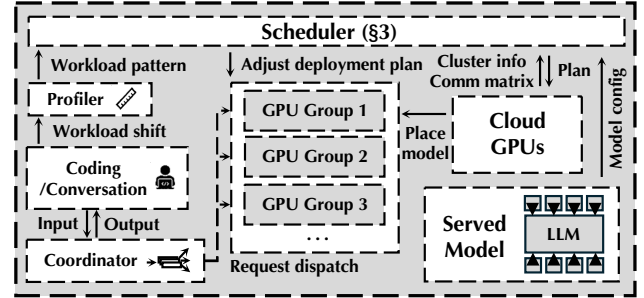 Scheduler (§3)
Workload pattern
Adjust deployment plan
Cluster info
Comm matrix
Plan
Model config
Profiler
Workload shift
GPU Group 1
GPU Group 2
GPU Group 3
...
Place
model
Cloud
GPUs
Coding
/Conversation
Input
Output
Coordinator
Request dispatch
Served
Model
LLM